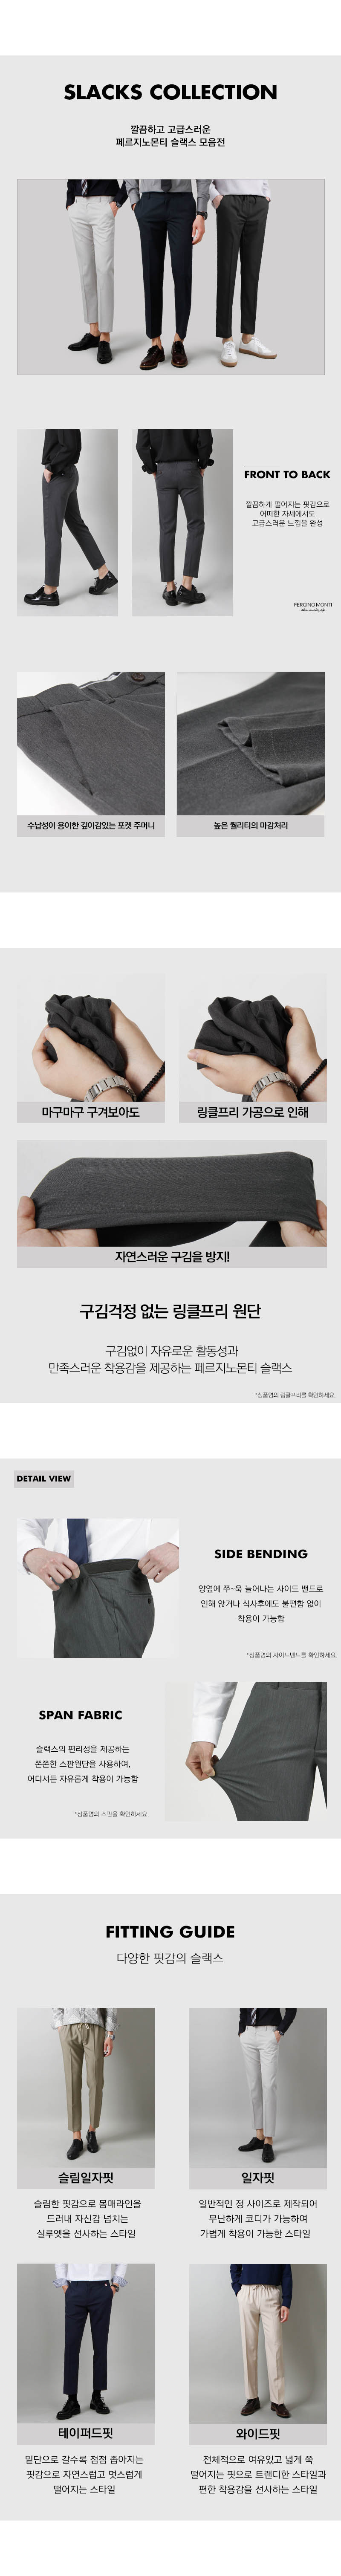 SLACKS COLLECTION
깔끔하고 고급스러운
페르지노몬티 슬랙스 모음전
FRONT TO BACK
깔끔하게 떨어지는 핏감으로
어떠한 자세에서도
고급스러운 느낌을 완성
FERGINO MONTI
수납성이 용이한 깊이감있는 포켓 주머니
높은 퀄리티의 마감처리
마구마구 구겨보아도
링클프리 가공으로 인해
자연스러운 구김을 방지!
구김걱정 없는 링클프리 원단
구김없이 자유로운 활동성과
만족스러운 착용감을 제공하는 페르지노몬티 슬랙스
*상품명의 링클프리를 확인하세요.
DETAIL VIEW
SIDE BENDING
양옆에 쭈~욱 늘어나는 사이드 밴드로
인해 앉거나 식사후에도 불편함 없이
착용이 가능함
*상품명의 사이드밴드를 확인하세요.
SPAN FABRIC
슬랙스의 편리성을 제공하는
쫀쫀한 스판원단을 사용하여,
어디서든 자유롭게 착용이 가능함
*상품명의 스판을 확인하세요.
FITTING GUIDE
다양한 핏감의 슬랙스
슬림일자핏
슬림한 핏감으로 몸매라인을
드러내 자신감 넘치는
실루엣을 선사하는 스타일
일자핏
일반적인 정 사이즈로 제작되어
무난하게 코디가 가능하여
가볍게 착용이 가능한 스타일
테이퍼드핏
밑단으로 갈수록 점점 좁아지는
핏감으로 자연스럽고 멋스럽게
떨어지는 스타일
와이드핏
전체적으로 여유있고 넓게 쭉
떨어지는 핏으로 트랜디한 스타일과
편한 착용감을 선사하는 스타일